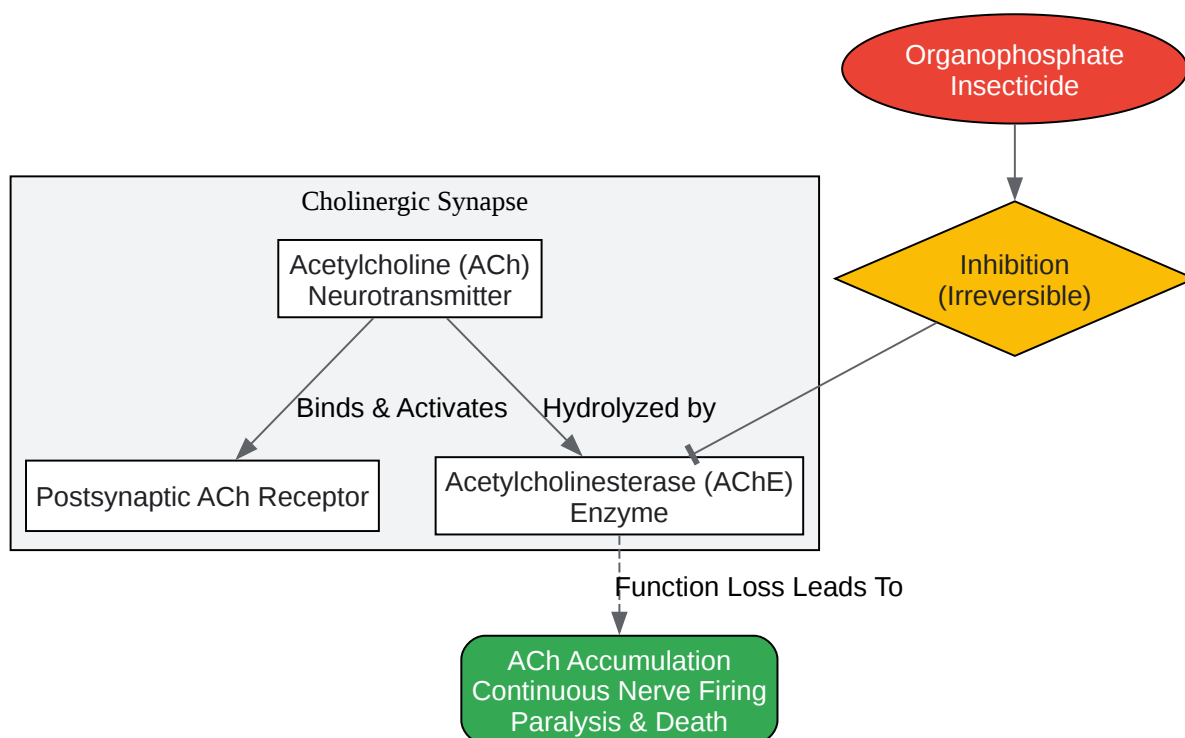 Organophosphate
Insecticide
Cholinergic Synapse
Acetylcholine (ACh)
Neurotransmitter
Inhibition
(Irreversible)
Binds & Activates
Hydrolyzed by
Postsynaptic ACh Receptor
Acetylcholinesterase (AChE)
Enzyme
Function Loss Leads To
ACh Accumulation
Continuous Nerve Firing
Paralysis & Death